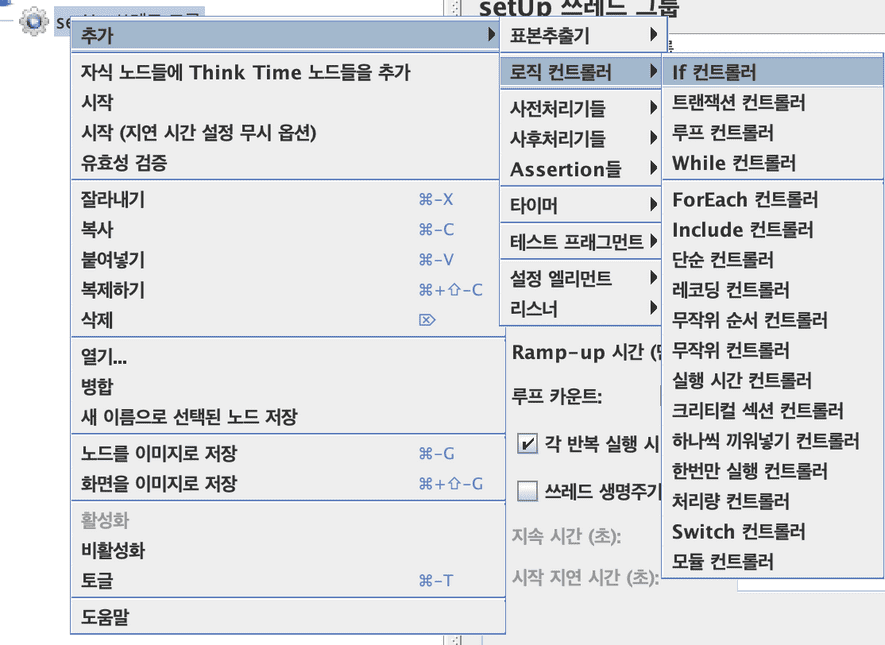 setUp 쓰레드 그룹
추가
자식 노드들에 Think Time 노드들을 추가
시작
시작 (지연 시간 설정 무시 옵션)
유효성 검증
잘라내기 ⌘-X
복사 ⌘-C
붙여넣기 ⌘-V
복제하기 ⌘+⇧-C
삭제 ⌦
열기...
병합
새 이름으로 선택된 노드 저장
노드를 이미지로 저장 ⌘-G
화면을 이미지로 저장 ⌘+⇧-G
활성화
비활성화
토글 ⌘-T
도움말
표본추출기
로직 컨트롤러
사전처리기들
사후처리기들
Assertion들
타이머
테스트 프래그먼트
설정 엘리먼트
리스너
If 컨트롤러
트랜잭션 컨트롤러
루프 컨트롤러
While 컨트롤러
ForEach 컨트롤러
Include 컨트롤러
단순 컨트롤러
레코딩 컨트롤러
무작위 순서 컨트롤러
무작위 컨트롤러
실행 시간 컨트롤러
크리티컬 섹션 컨트롤러
하나씩 끼워넣기 컨트롤러
한번만 실행 컨트롤러
처리량 컨트롤러
Switch 컨트롤러
모듈 컨트롤러
Ramp-up 시간
루프 카운트:
각 반복 실행 시
쓰레드 생명주기
지속 시간 (초):
시작 지연 시간 (초):